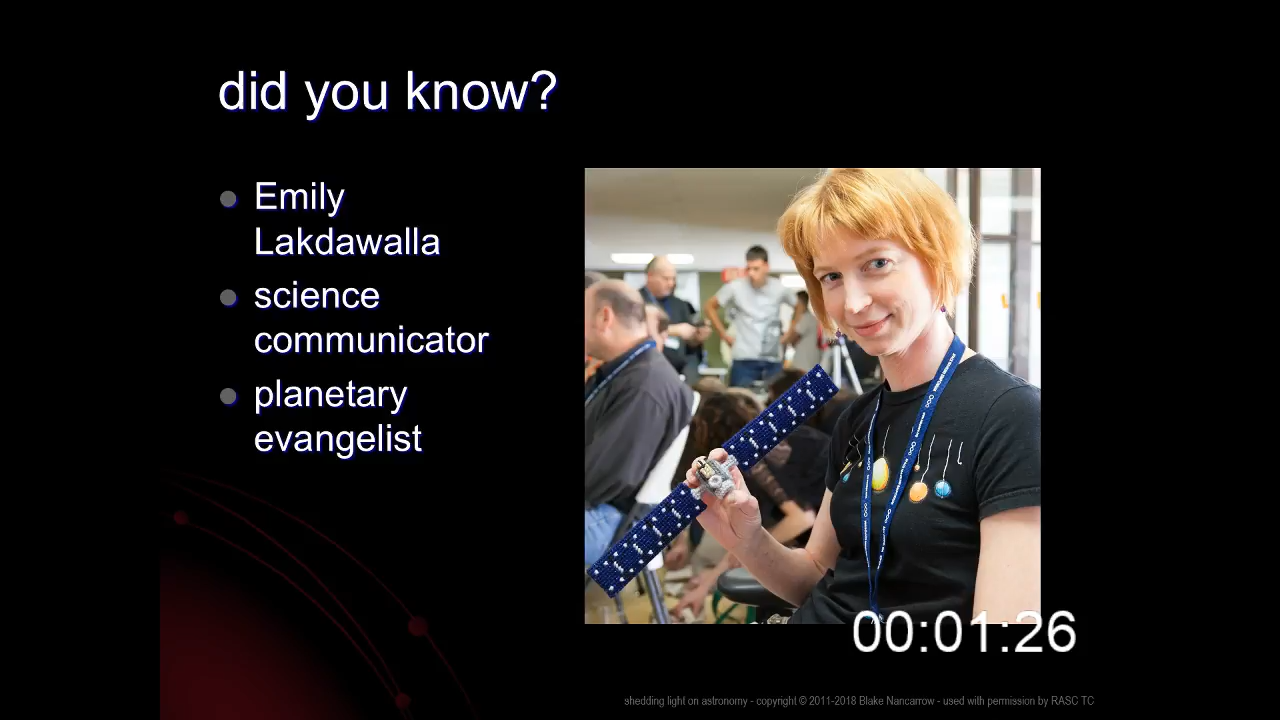 did you know?
Emily
Lakdawalla
science
communicator
planetary
evangelist
00:01:26
shedding light on astronomy - copyright © 2011-2018 Blake Nancarrow - used with permission by RASC TC